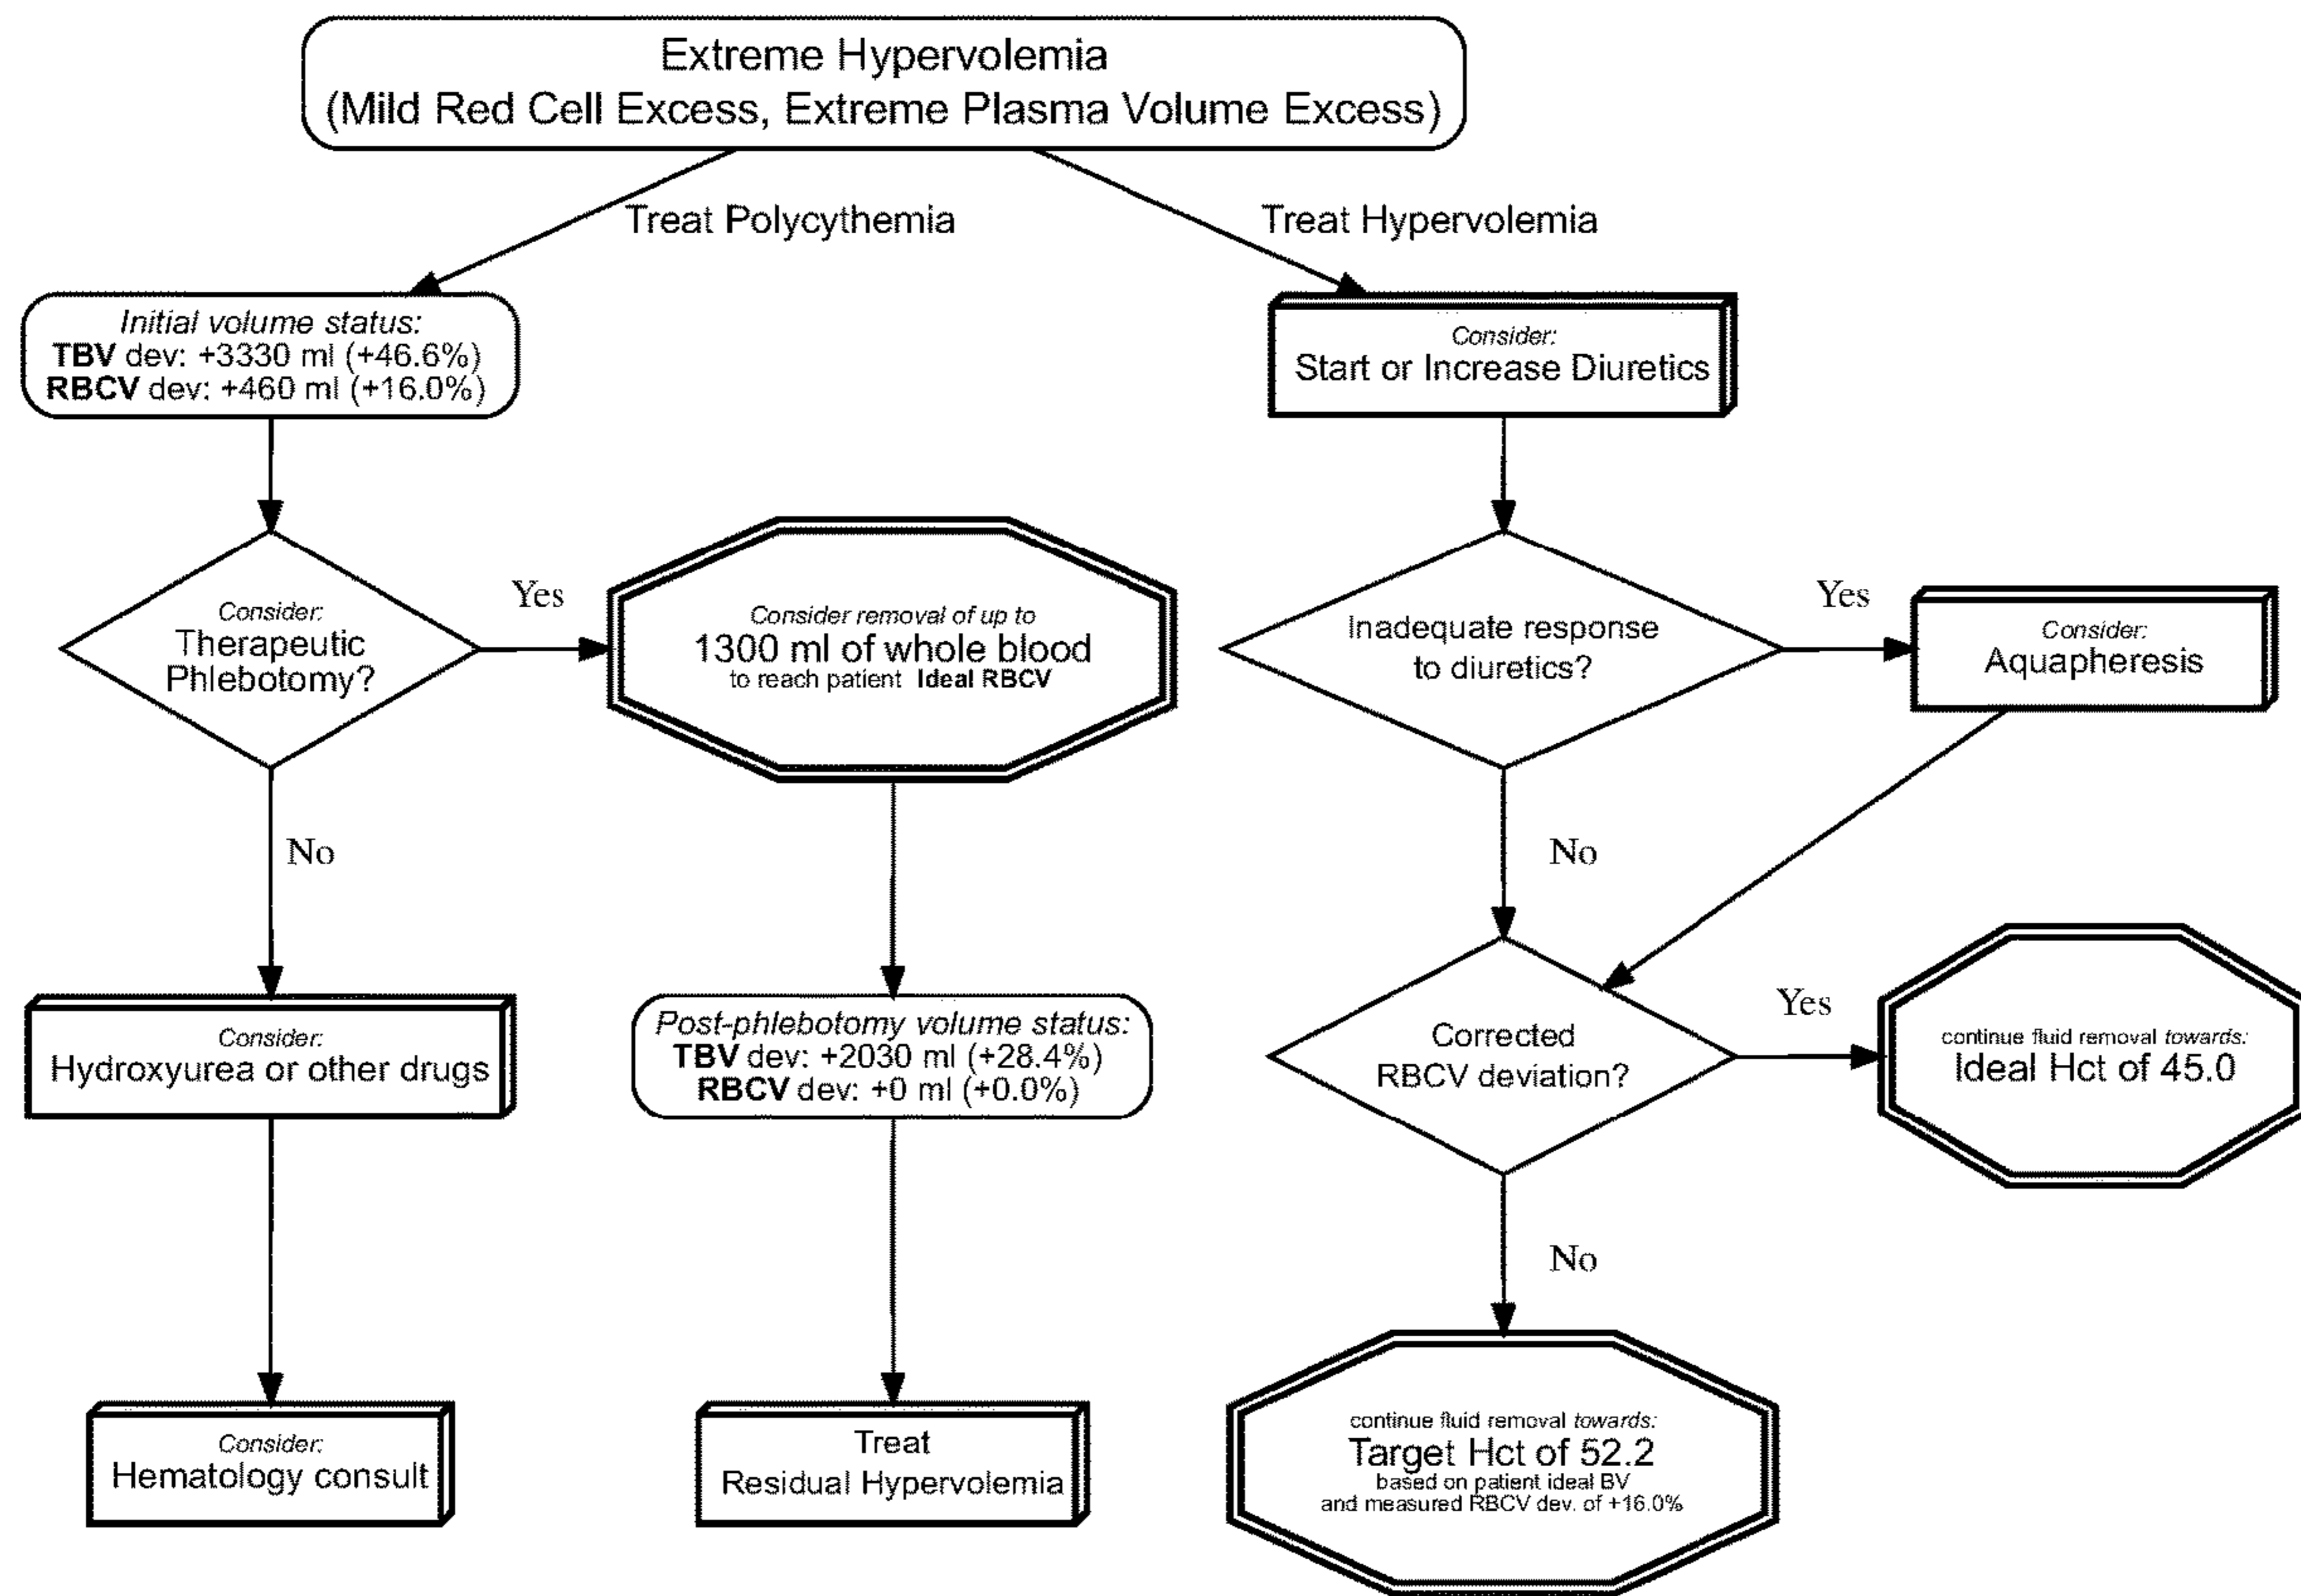 Extreme Hypervolemia
(Mild Red Cell Excess, Extreme Plasma Volume Excess)
Treat Polycythemia
Treat Hypervolemia
Initial volume status:
TBV dev: +3330 ml (+46.6%)
RBCV dev: +460 ml (+16.0%)
Consider:
Start or Increase Diuretics
Consider:
Therapeutic
Phlebotomy?
Yes
Consider removal of up to
1300 ml of whole blood
to reach patient Ideal RBCV
Inadequate response
to diuretics?
Yes
Consider:
Aquapheresis
No
No
Consider:
Hydroxyurea or other drugs
Post-phlebotomy volume status:
TBV dev: +2030 ml (+28.4%)
RBCV dev: +0 ml (+0.0%)
Corrected
RBCV deviation?
Yes
continue fluid removal towards:
Ideal Hct of 45.0
No
Consider:
Hematology consult
Treat
Residual Hypervolemia
continue fluid removal towards:
Target Hct of 52.2
based on patient ideal BV
and measured RBCV dev. of +16.0%